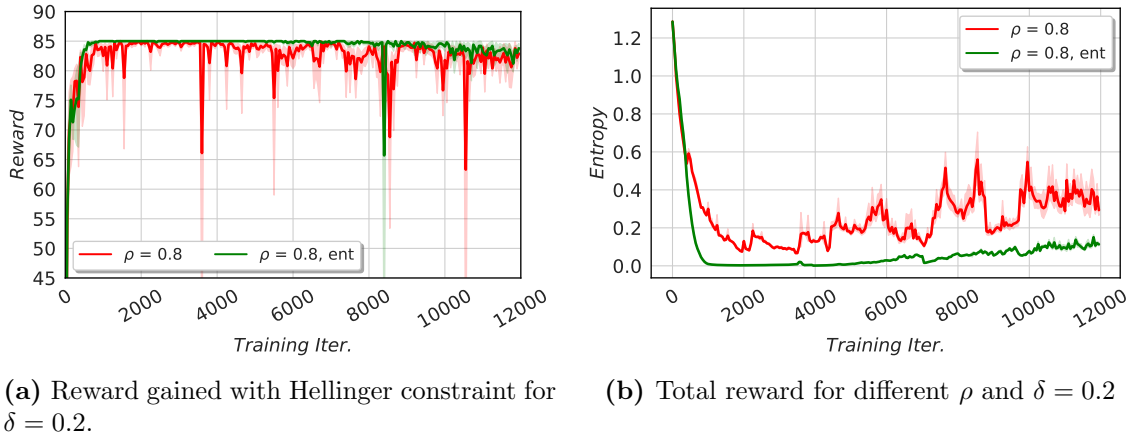 90
85
80
75
70
65
60
55
50
45
Reward
ρ = 0.8
ρ = 0.8, ent
0
2000
4000
6000
8000
10000
12000
Training Iter.
1.2
1.0
0.8
0.6
0.4
0.2
0.0
Entropy
ρ = 0.8
ρ = 0.8, ent
0
2000
4000
6000
8000
10000
12000
Training Iter.
(a) Reward gained with Hellinger constraint for
δ = 0.2.
(b) Total reward for different ρ and δ = 0.2